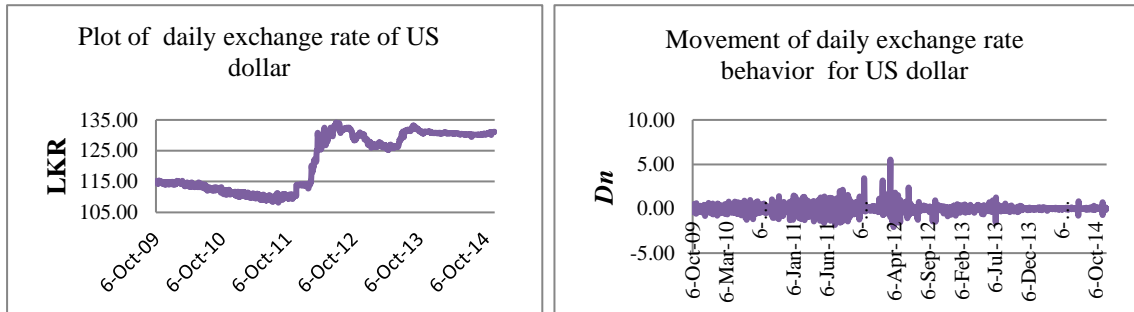 Plot of daily exchange rate of US
dollar
LKR
135.00
125.00
115.00
105.00
6-Oct-09
6-Oct-10
6-Oct-11
6-Oct-12
6-Oct-13
6-Oct-14
Movement of daily exchange rate
behavior for US dollar
Dn
10.00
5.00
0.00
-5.00
6-Oct-09
6-Mar-10
6-…
6-Jan-11
6-Jun-11
6-…
6-Apr-12
6-Sep-12
6-Feb-13
6-Jul-13
6-Dec-13
6-…
6-Oct-14